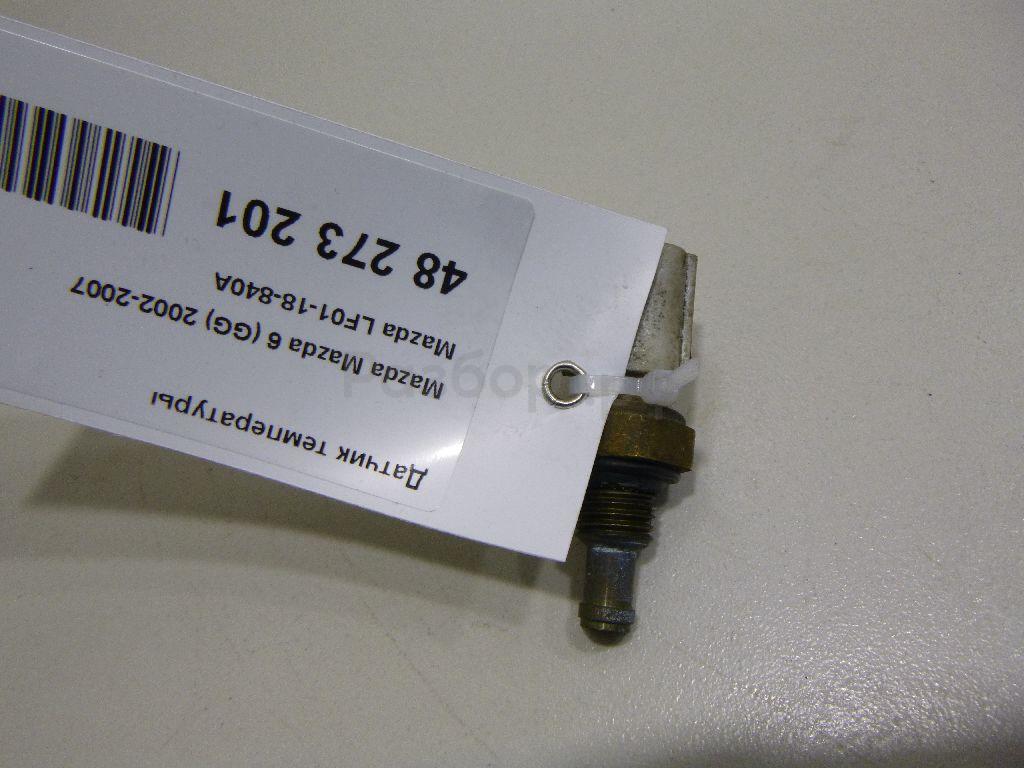 Датчик температуры
Mazda Mazda 6 (GG) 2002-2007
Mazda LF01-18-840A
48 273 201